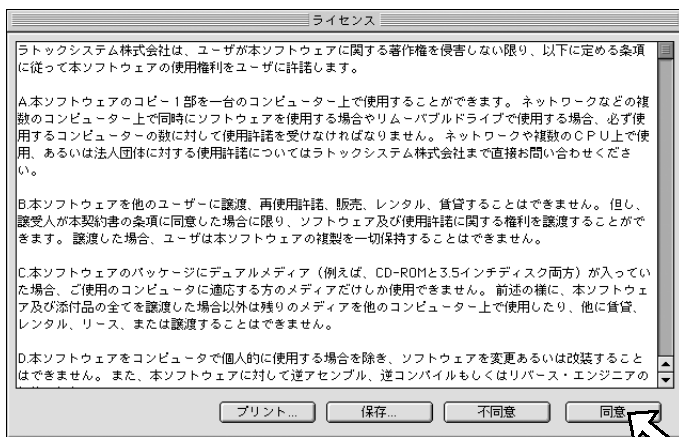 ライセンス
ラトックシステム株式会社は、ユーザが本ソフトウェアに関する著作権を侵害しない限り、以下に定める条項
に従って本ソフトウェアの使用権利をユーザに許諾します。
A.本ソフトウェアのコピー1部を一台のコンピューター上で使用することができます。 ネットワークなどの複
数のコンピューター上で同時にソフトウェアを使用する場合やリムーバブルドライブで使用する場合、必ず使
用するコンピューターの数に対して使用許諾を受けなければなりません。 ネットワークや複数のCPU上で使
用、あるいは法人団体に対する使用許諾についてはラトックシステム株式会社まで直接お問い合わせくださ
い。
B.本ソフトウェアを他のユーザーに譲渡、再使用許諾、販売、レンタル、賃貸することはできません。 但し、
譲受人が本契約書の条項に同意した場合に限り、ソフトウェア及び使用許諾に関する権利を譲渡することがで
きます。 譲渡した場合、ユーザは本ソフトウェアの複製を一切保持することはできません。
C.本ソフトウェアのパッケージにデュアルメディア（例えば、CD-ROMと3.5インチディスク両方）が入ってい
た場合、ご使用のコンピュータに適応する方のメディアだけしか使用できません。 前述の様に、本ソフトウェ
ア及び添付品の全てを譲渡した場合以外は残りのメディアを他のコンピューター上で使用したり、他に賃貸、
レンタル、リース、または譲渡することはできません。
D.本ソフトウェアをコンピュータで個人的に使用する場合を除き、ソフトウェアを変更あるいは改装すること
はできません。 また、本ソフトウェアに対して逆アセンブル、逆コンパイルもしくはリバース・エンジニアの
プリント... 保存... 不同意 同意